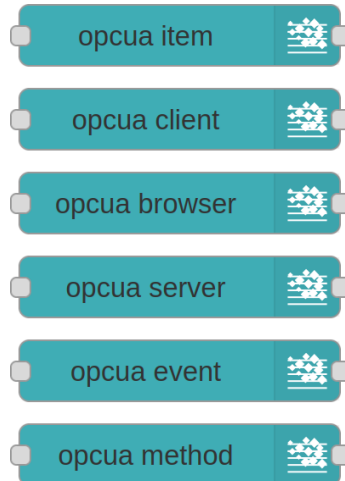 opcua item
opcua client
opcua browser
opcua server
opcua event
opcua method